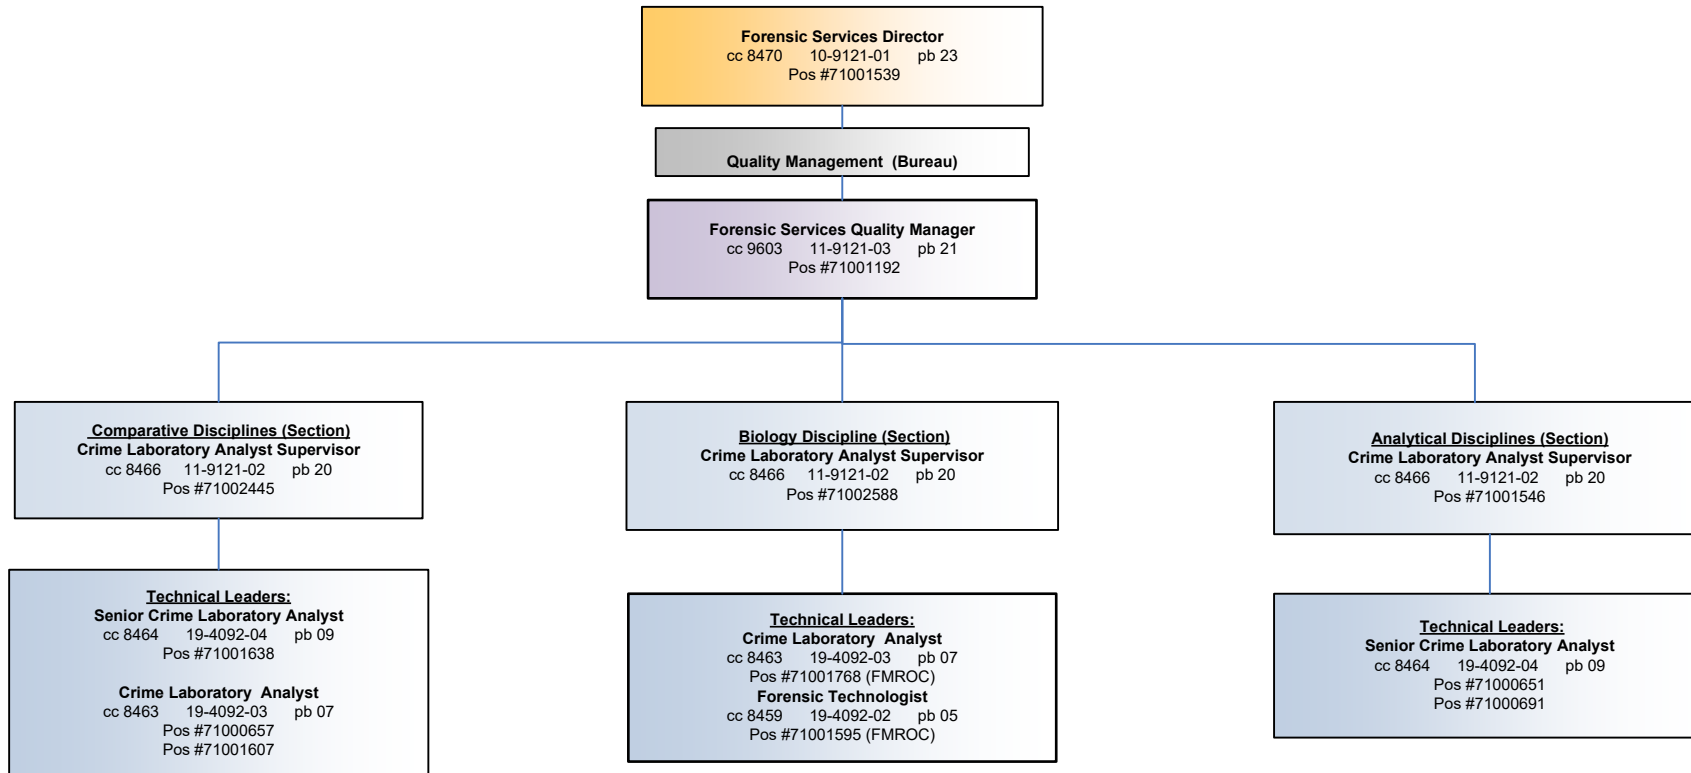 Forensic Services Director
cc 8470 10-9121-01 pb 23
Pos #71001539
Quality Management (Bureau)
Forensic Services Quality Manager
cc 9603 11-9121-03 pb 21
Pos #71001192
Comparative Disciplines (Section)
Crime Laboratory Analyst Supervisor
cc 8466 11-9121-02 pb 20
Pos #71002445
Biology Discipline (Section)
Crime Laboratory Analyst Supervisor
cc 8466 11-9121-02 pb 20
Pos #71002588
Analytical Disciplines (Section)
Crime Laboratory Analyst Supervisor
cc 8466 11-9121-02 pb 20
Pos #71001546
Technical Leaders:
Senior Crime Laboratory Analyst
cc 8464 19-4092-04 pb 09
Pos #71001638
Crime Laboratory Analyst
cc 8463 19-4092-03 pb 07
Pos #71000657
Pos #71001607
Technical Leaders:
Crime Laboratory Analyst
cc 8463 19-4092-03 pb 07
Pos #71001768 (FMROC)
Forensic Technologist
cc 8459 19-4092-02 pb 05
Pos #71001595 (FMROC)
Technical Leaders:
Senior Crime Laboratory Analyst
cc 8464 19-4092-04 pb 09
Pos #71000651
Pos #71000691